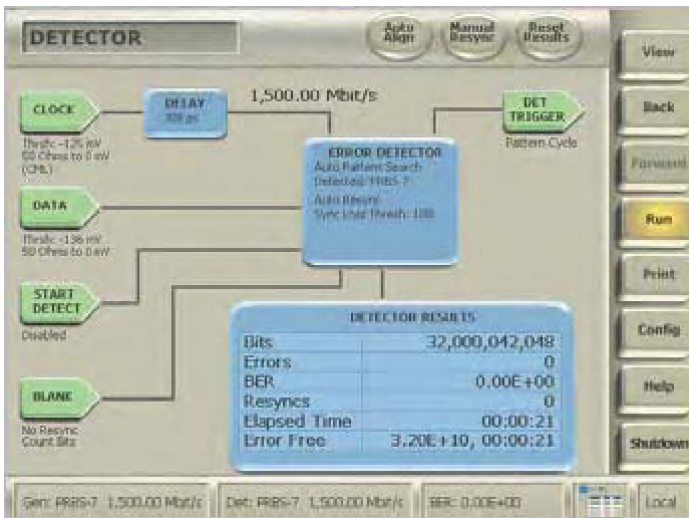 DETECTOR
Auto Align
Manual Resync
Reset Results
View
Back
Forward
Run
Print
Config
Help
Shutdown
CLOCK
Thrsh: -125 mV
50 Ohms to 0 mV
(CML)
DELAY
1,500.00 Mbit/s
DET TRIGGER
Pattern Cycle
ERROR DETECTOR
Auto Pattern Search
Detected: PRBS-7
Auto Resync
Sync Loss Thresh: 100
DATA
Thrsh: -136 mV
50 Ohms to 0 mV
START DETECT
Disabled
BLANK
No Resync
Count Bits
DETECTOR RESULTS
Bits 32,000,042,048
Errors 0
BER 0.00E+00
Resyncs 0
Elapsed Time 00:00:21
Error Free 3.20E+10, 00:00:21
Gen: PRBS-7 1,500.00 Mbit/s
Det: PRBS-7 1,500.00 Mbit/s
BER: 0.00E+00
Local